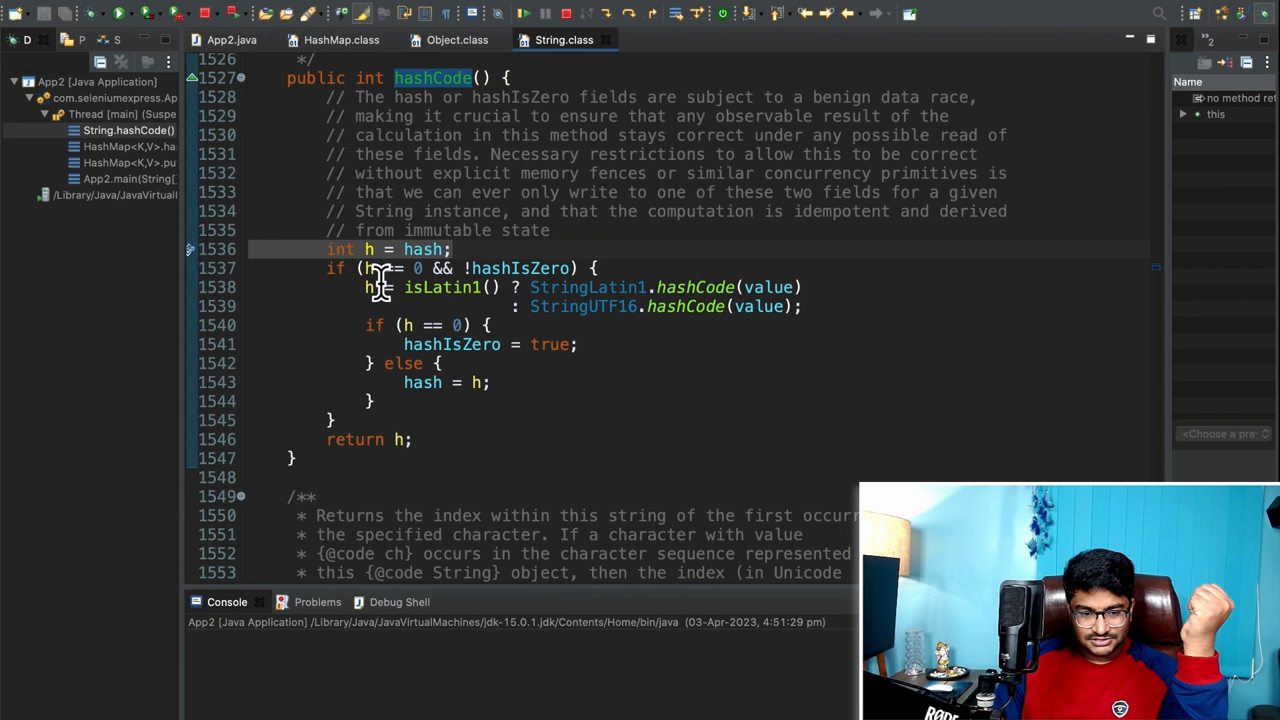 D P S
App2.java HashMap.class Object.class String.class
App2 [Java Application]
com.seleniumexpress.Ap
Thread [main] (Suspe
String.hashCode()
HashMap<K,V>.ha
HashMap<K,V>.pu
App2.main(String[
/Library/Java/JavaVirtual
1526 */
1527 public int hashCode() {
1528 // The hash or hashIsZero fields are subject to a benign data race,
1529 // making it crucial to ensure that any observable result of the
1530 // calculation in this method stays correct under any possible read of
1531 // these fields. Necessary restrictions to allow this to be correct
1532 // without explicit memory fences or similar concurrency primitives is
1533 // that we can ever only write to one of these two fields for a given
1534 // String instance, and that the computation is idempotent and derived
1535 // from immutable state
1536 int h = hash;
1537 if (h == 0 && !hashIsZero) {
1538 h = isLatin1() ? StringLatin1.hashCode(value)
1539 : StringUTF16.hashCode(value);
1540 if (h == 0) {
1541 hashIsZero = true;
1542 } else {
1543 hash = h;
1544 }
1545 }
1546 return h;
1547 }
1548
1549 /**
1550 * Returns the index within this string of the first occur
1551 * the specified character. If a character with value
1552 * {@code ch} occurs in the character sequence represented
1553 * this {@code String} object, then the index (in Unicode
»2
Name
no method ret
this
<Choose a pre
Console Problems Debug Shell
App2 [Java Application] /Library/Java/JavaVirtualMachines/jdk-15.0.1.jdk/Contents/Home/bin/java (03-Apr-2023, 4:51:29 pm)
RØDE